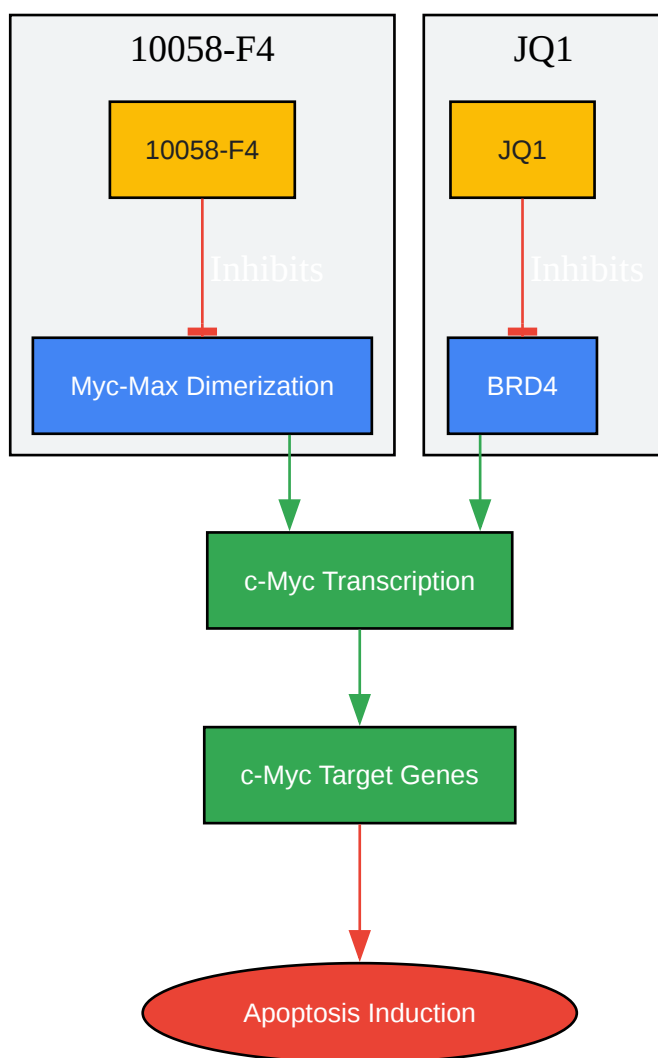 10058-F4
JQ1
10058-F4
JQ1
Inhibits
Inhibits
Myc-Max Dimerization
BRD4
c-Myc Transcription
c-Myc Target Genes
Apoptosis Induction